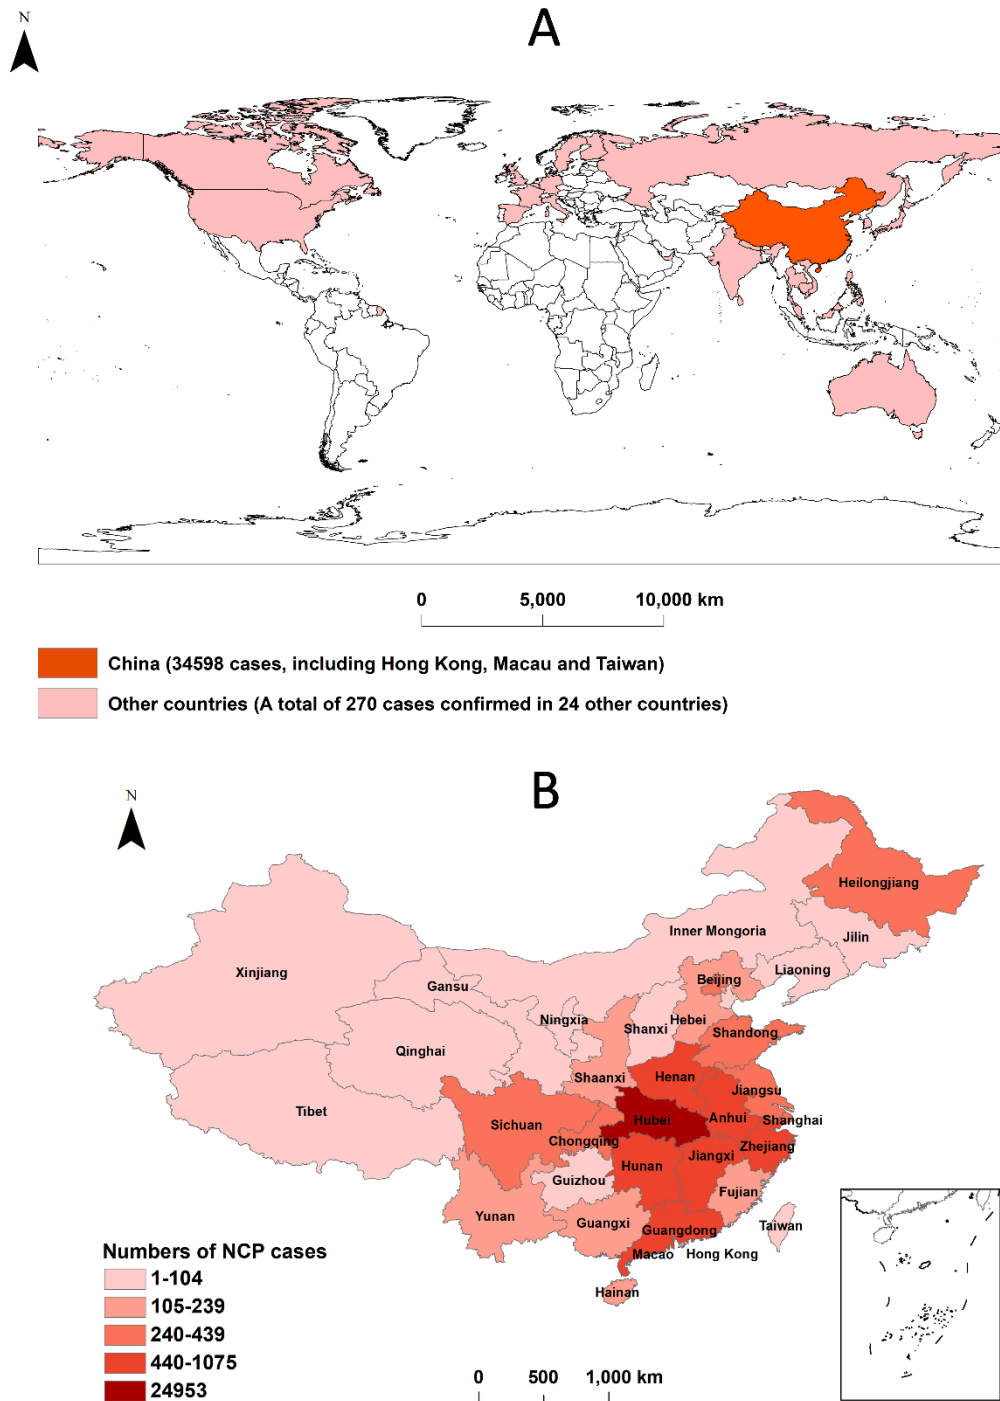 N
A
0 5,000 10,000 km
China (34598 cases, including Hong Kong, Macau and Taiwan)
Other countries (A total of 270 cases confirmed in 24 other countries)
B
N
Heilongjiang
Inner Mongoria
Jilin
Xinjiang
Gansu
Beijing
Liaoning
Ningxia
Shanxi
Hebei
Shandong
Qinghai
Shaanxi
Henan
Jiangsu
Tibet
Sichuan
Hubei
Anhui
Shanghai
Chongqing
Zhejiang
Hunan
Jiangxi
Guizhou
Fujian
Yunan
Guangxi
Guangdong
Taiwan
Macao
Hong Kong
Hainan
Numbers of NCP cases
1-104
105-239
240-439
440-1075
24953
0 500 1,000 km